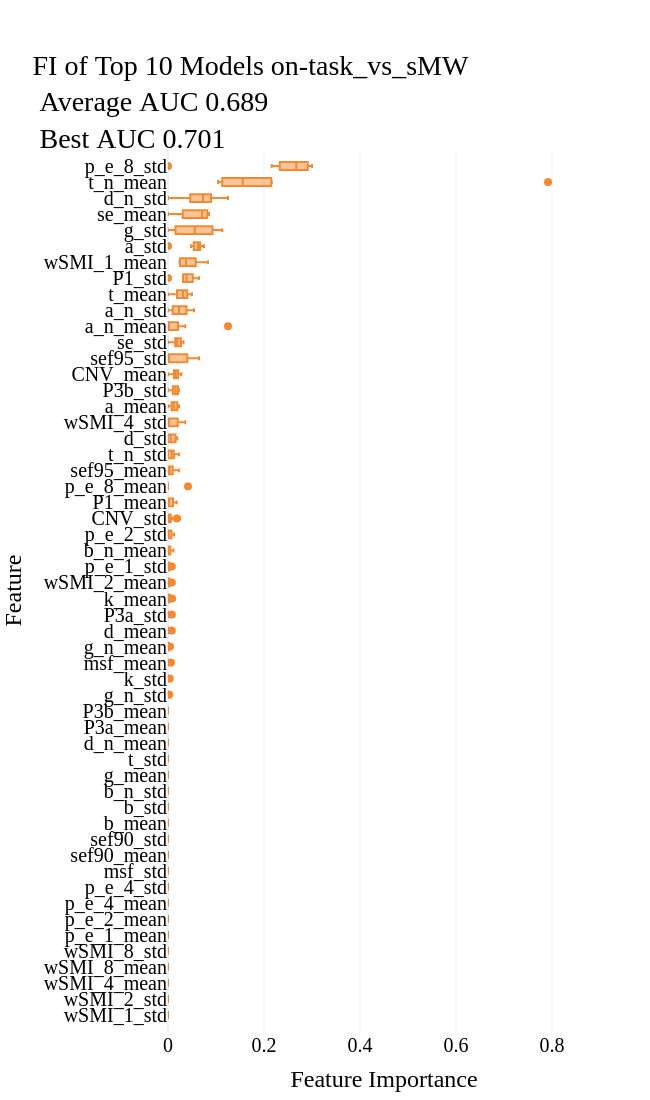 FI of Top 10 Models on-task_vs_sMW
Average AUC 0.689
Best AUC 0.701
p_e_8_std
t_n_mean
d_n_std
se_mean
g_std
a_std
wSMI_1_mean
P1_std
t_mean
a_n_std
a_n_mean
se_std
sef95_std
CNV_mean
P3b_std
a_mean
wSMI_4_std
d_std
t_n_std
sef95_mean
p_e_8_mean
P1_mean
CNV_std
p_e_2_std
b_n_mean
p_e_1_std
wSMI_2_mean
k_mean
P3a_std
d_mean
g_n_mean
msf_mean
k_std
g_n_std
P3b_mean
P3a_mean
d_n_mean
t_std
g_mean
b_n_std
b_std
b_mean
sef90_std
sef90_mean
msf_std
p_e_4_std
p_e_4_mean
p_e_2_mean
p_e_1_mean
wSMI_8_std
wSMI_8_mean
wSMI_4_mean
wSMI_2_std
wSMI_1_std
Feature
0 0.2 0.4 0.6 0.8
Feature Importance